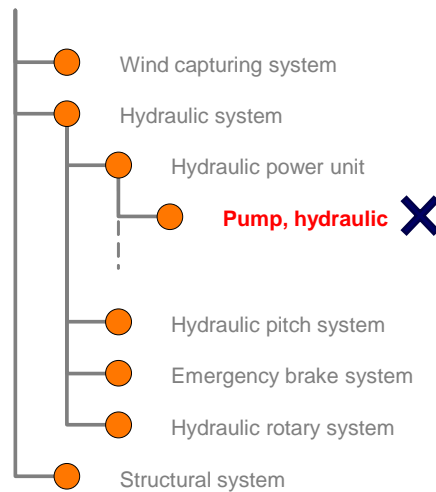 Wind capturing system
Hydraulic system
Hydraulic power unit
Pump, hydraulic
Hydraulic pitch system
Emergency brake system
Hydraulic rotary system
Structural system